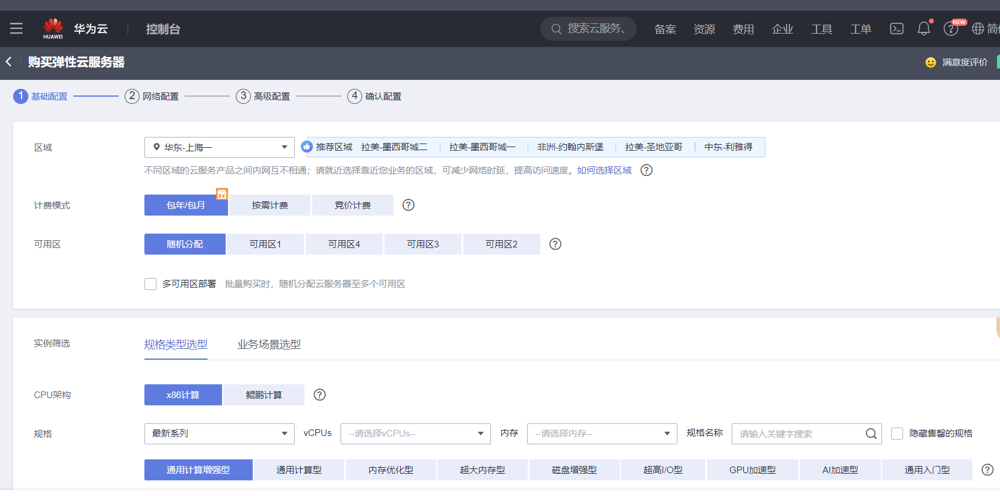 HUAWEI 华为云 控制台 搜索云服务、 备案 资源 费用 企业 工具 工单 NEW 简
购买弹性云服务器 满意度评价
1 基础配置 2 网络配置 3 高级配置 4 确认配置
区域 华东-上海一 推荐区域 拉美-墨西哥城二 拉美-墨西哥城一 非洲-约翰内斯堡 拉美-圣地亚哥 中东-利雅得
不同区域的云服务产品之间内网互不相通；请就近选择靠近您业务的区域，可减少网络时延，提高访问速度。如何选择区域 ?
计费模式 包年/包月 按需计费 竞价计费 ?
可用区 随机分配 可用区1 可用区4 可用区3 可用区2 ?
多可用区部署 批量购买时，随机分配云服务器至多个可用区
实例筛选 规格类型选型 业务场景选型
CPU架构 x86计算 鲲鹏计算 ?
规格 最新系列 vCPUs --请选择vCPUs-- 内存 --请选择内存-- 规格名称 请输入关键字搜索 隐藏售罄的规格
通用计算增强型 通用计算型 内存优化型 超大内存型 磁盘增强型 超高I/O型 GPU加速型 AI加速型 通用入门型 ?